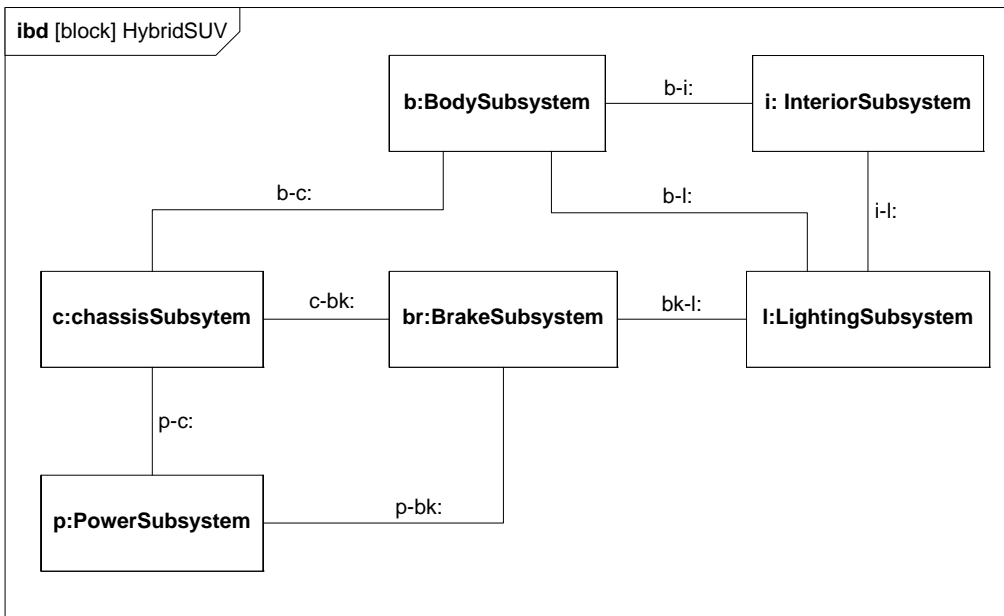 ibd [block] HybridSUV
b:BodySubsystem
b-i:
i: InteriorSubsystem
b-c:
b-l:
i-l:
c:chassisSubsytem
c-bk:
br:BrakeSubsystem
bk-l:
l:LightingSubsystem
p-c:
p:PowerSubsystem
p-bk: